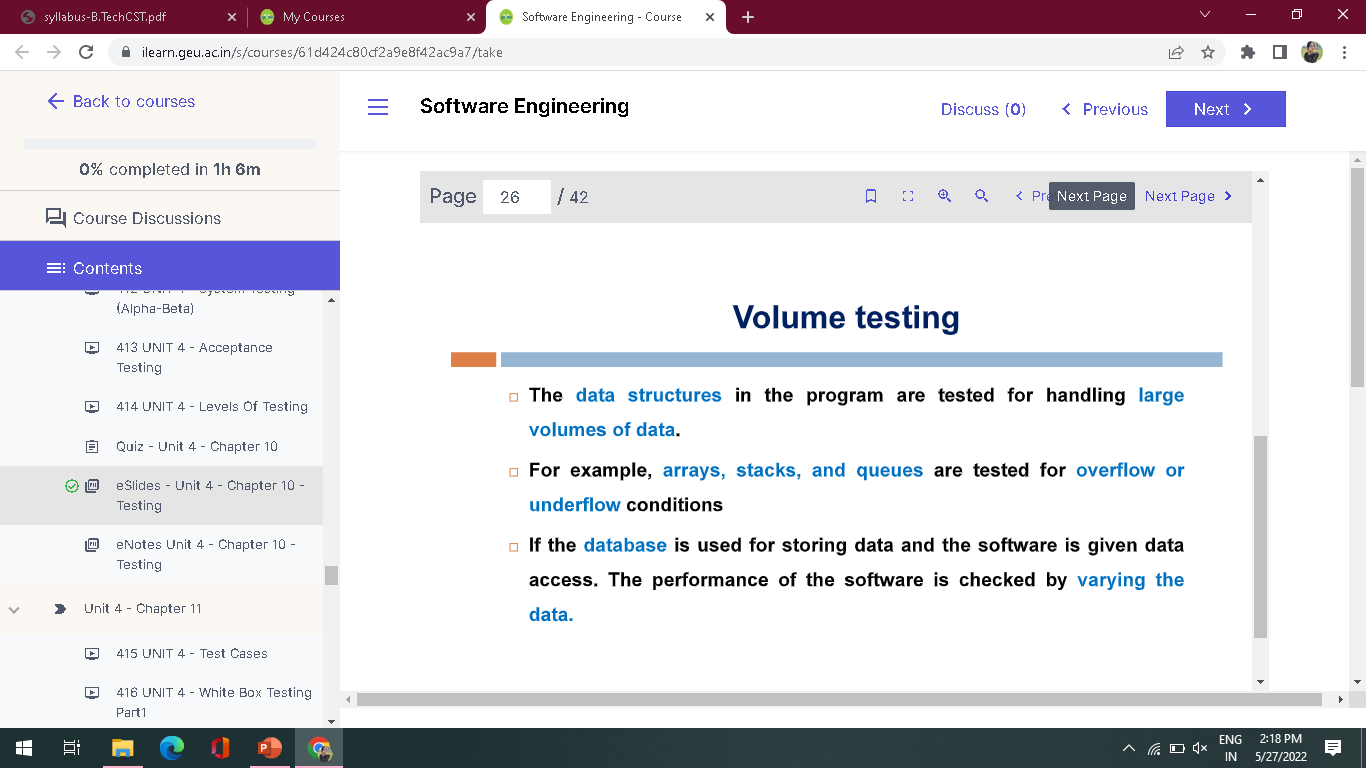 syllabus-B.TechCST.pdf
My Courses
Software Engineering - Course
ilearn.geu.ac.in/s/courses/61d424c80cf2a9e8f42ac9a7/take
Back to courses
0% completed in 1h 6m
Course Discussions
Contents
(Alpha-Beta)
413 UNIT 4 - Acceptance
Testing
414 UNIT 4 - Levels Of Testing
Quiz - Unit 4 - Chapter 10
eSlides - Unit 4 - Chapter 10 -
Testing
eNotes Unit 4 - Chapter 10 -
Testing
Unit 4 - Chapter 11
415 UNIT 4 - Test Cases
416 UNIT 4 - White Box Testing
Part1
Software Engineering
Discuss (0)
Previous
Next
Page 26 / 42
Next Page
Next Page
Volume testing
The data structures in the program are tested for handling large
volumes of data.
For example, arrays, stacks, and queues are tested for overflow or
underflow conditions
If the database is used for storing data and the software is given data
access. The performance of the software is checked by varying the
data.
ENG
IN
2:18 PM
5/27/2022